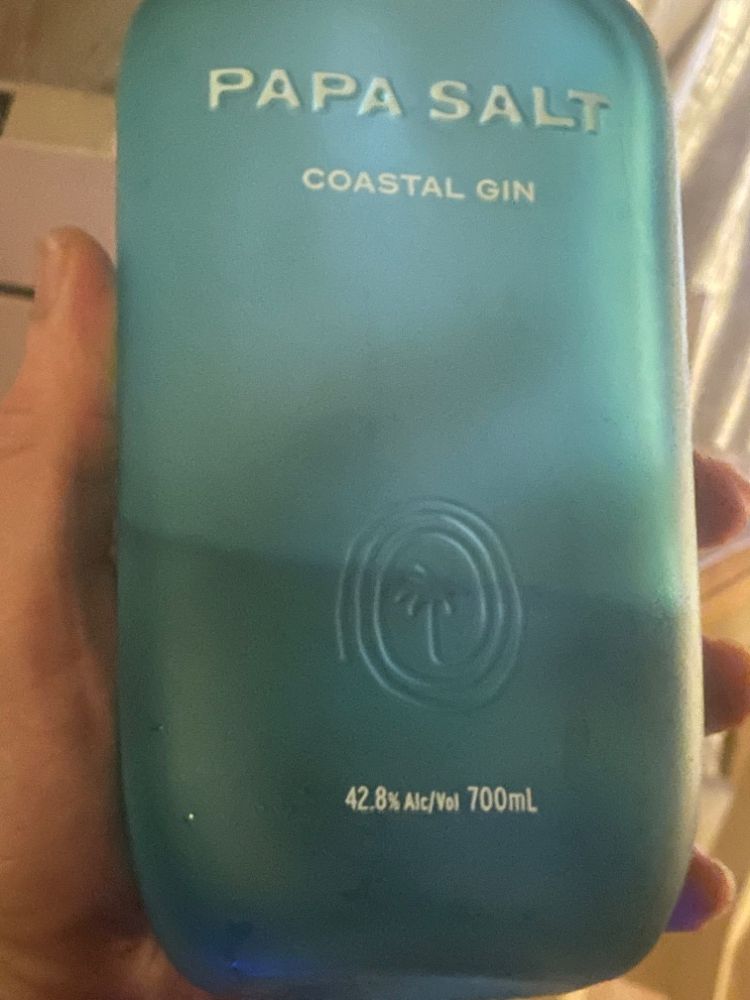 PAPA SALT
COASTAL GIN
42.8% Alc/Vol 700mL